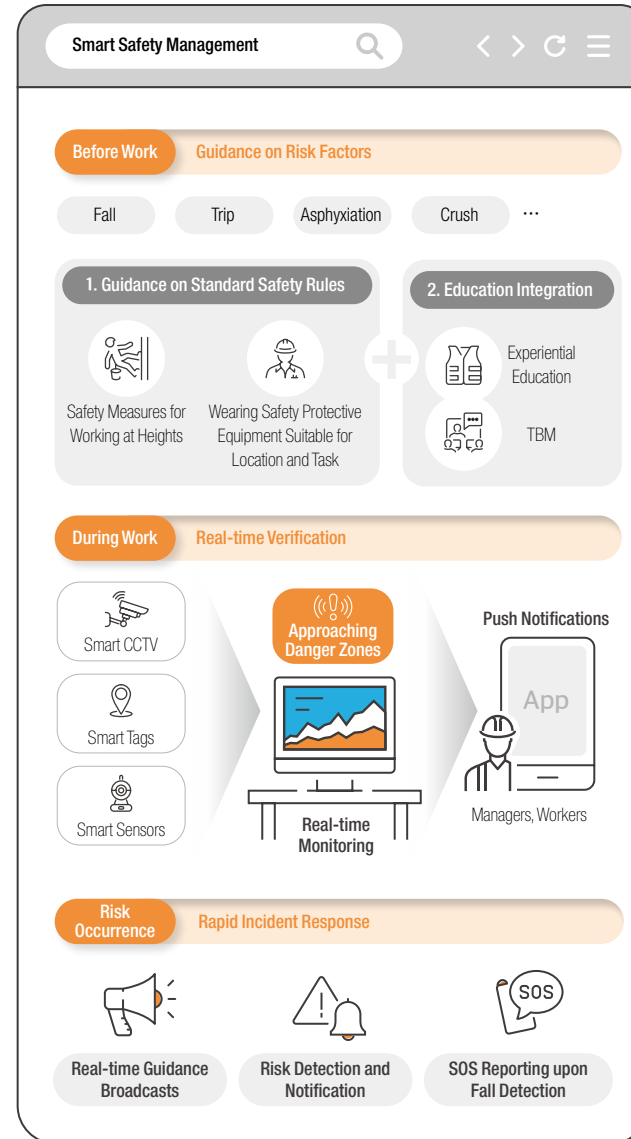 Smart Safety Management
Before Work
Guidance on Risk Factors
Fall
Trip
Asphyxiation
Crush
...
1. Guidance on Standard Safety Rules
Safety Measures for
Working at Heights
Wearing Safety Protective
Equipment Suitable for
Location and Task
2. Education Integration
Experiential
Education
TBM
During Work
Real-time Verification
Smart CCTV
Smart Tags
Smart Sensors
Approaching
Danger Zones
Real-time
Monitoring
Push Notifications
App
Managers, Workers
Risk
Occurrence
Rapid Incident Response
Real-time Guidance
Broadcasts
Risk Detection and
Notification
SOS
SOS Reporting upon
Fall Detection